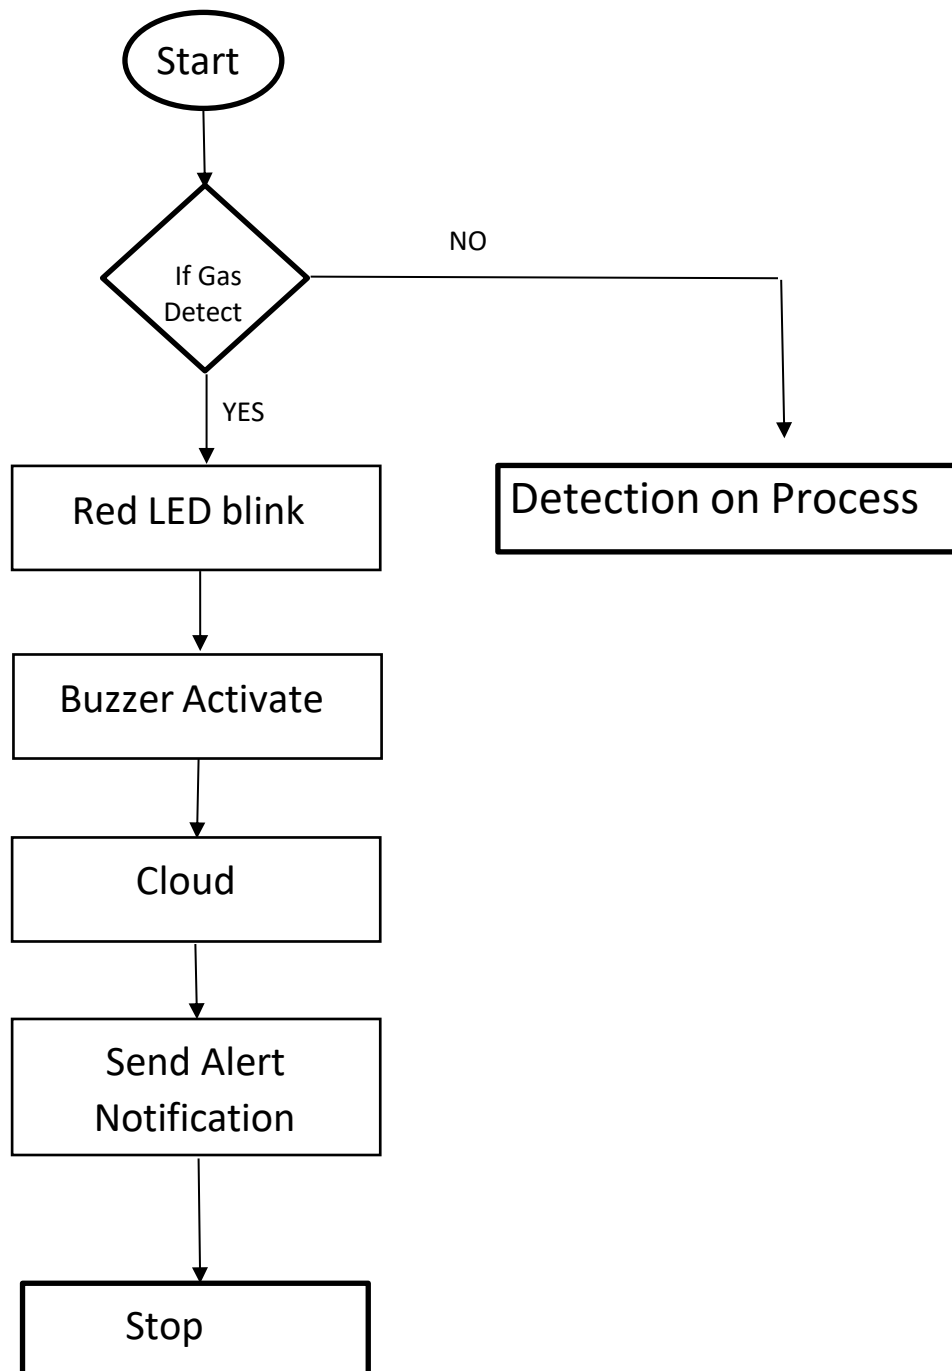 Start
If Gas
Detect
NO
YES
Red LED blink
Detection on Process
Buzzer Activate
Cloud
Send Alert
Notification
Stop